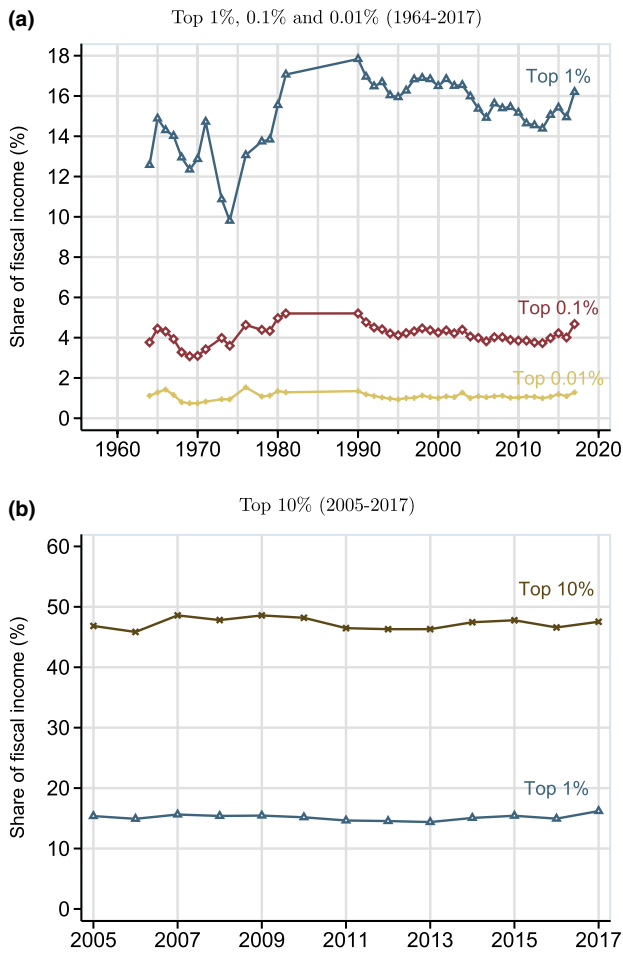 (a)
Top 1%, 0.1% and 0.01% (1964-2017)
Share of fiscal income (%)
18
16
14
12
10
8
6
4
2
0
Top 1%
Top 0.1%
Top 0.01%
1960 1970 1980 1990 2000 2010 2020
(b)
Top 10% (2005-2017)
Share of fiscal income (%)
60
50
40
30
20
10
0
Top 10%
Top 1%
2005 2007 2009 2011 2013 2015 2017